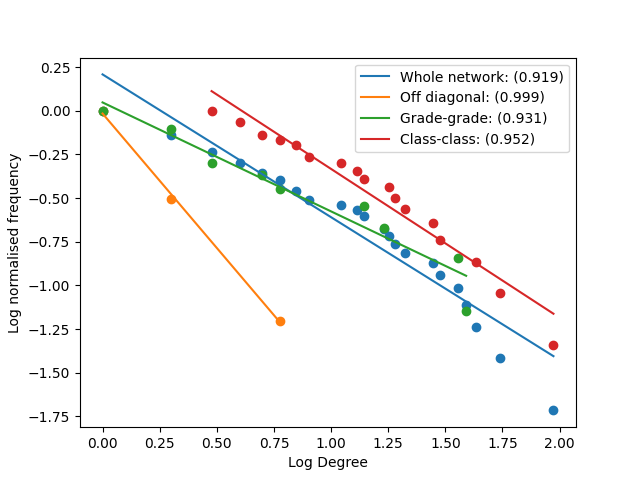 0.25
0.00
−0.25
−0.50
−0.75
−1.00
−1.25
−1.50
−1.75
Log normalised frequency
Whole network: (0.919)
Off diagonal: (0.999)
Grade-grade: (0.931)
Class-class: (0.952)
0.00 0.25 0.50 0.75 1.00 1.25 1.50 1.75 2.00
Log Degree